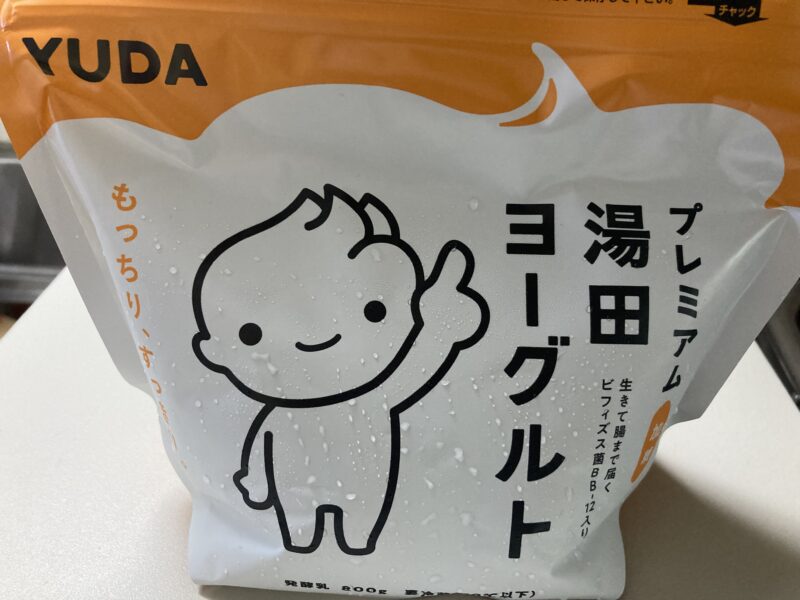 チャック
YUDA
プレミアム
湯田
ヨーグルト
生きて腸まで届く
ビフィズス菌BB-12入り
もっちり、すっきり。
発酵乳 800g